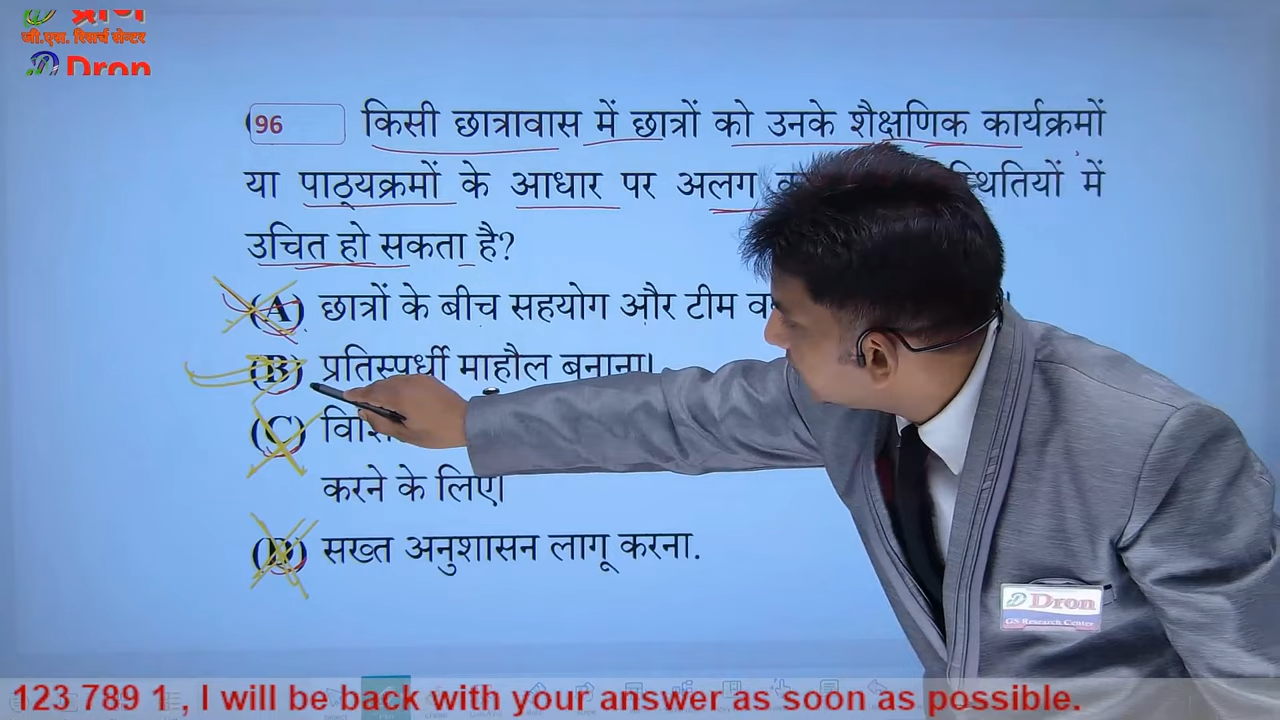 जी.एस. रिसर्च सेन्टर
Dron
96 किसी छात्रावास में छात्रों को उनके शैक्षणिक कार्यक्रमों
या पाठ्यक्रमों के आधार पर अलग में
उचित हो सकता है?
(A) छात्रों के बीच सहयोग और टीम
(B) प्रतिस्पर्धी माहौल बनाना।
(C)
करने के लिए।
(D) सख्त अनुशासन लागू करना.
Dron
GS Research Center
123 789 1 , I will be back with your answer as soon as possible.